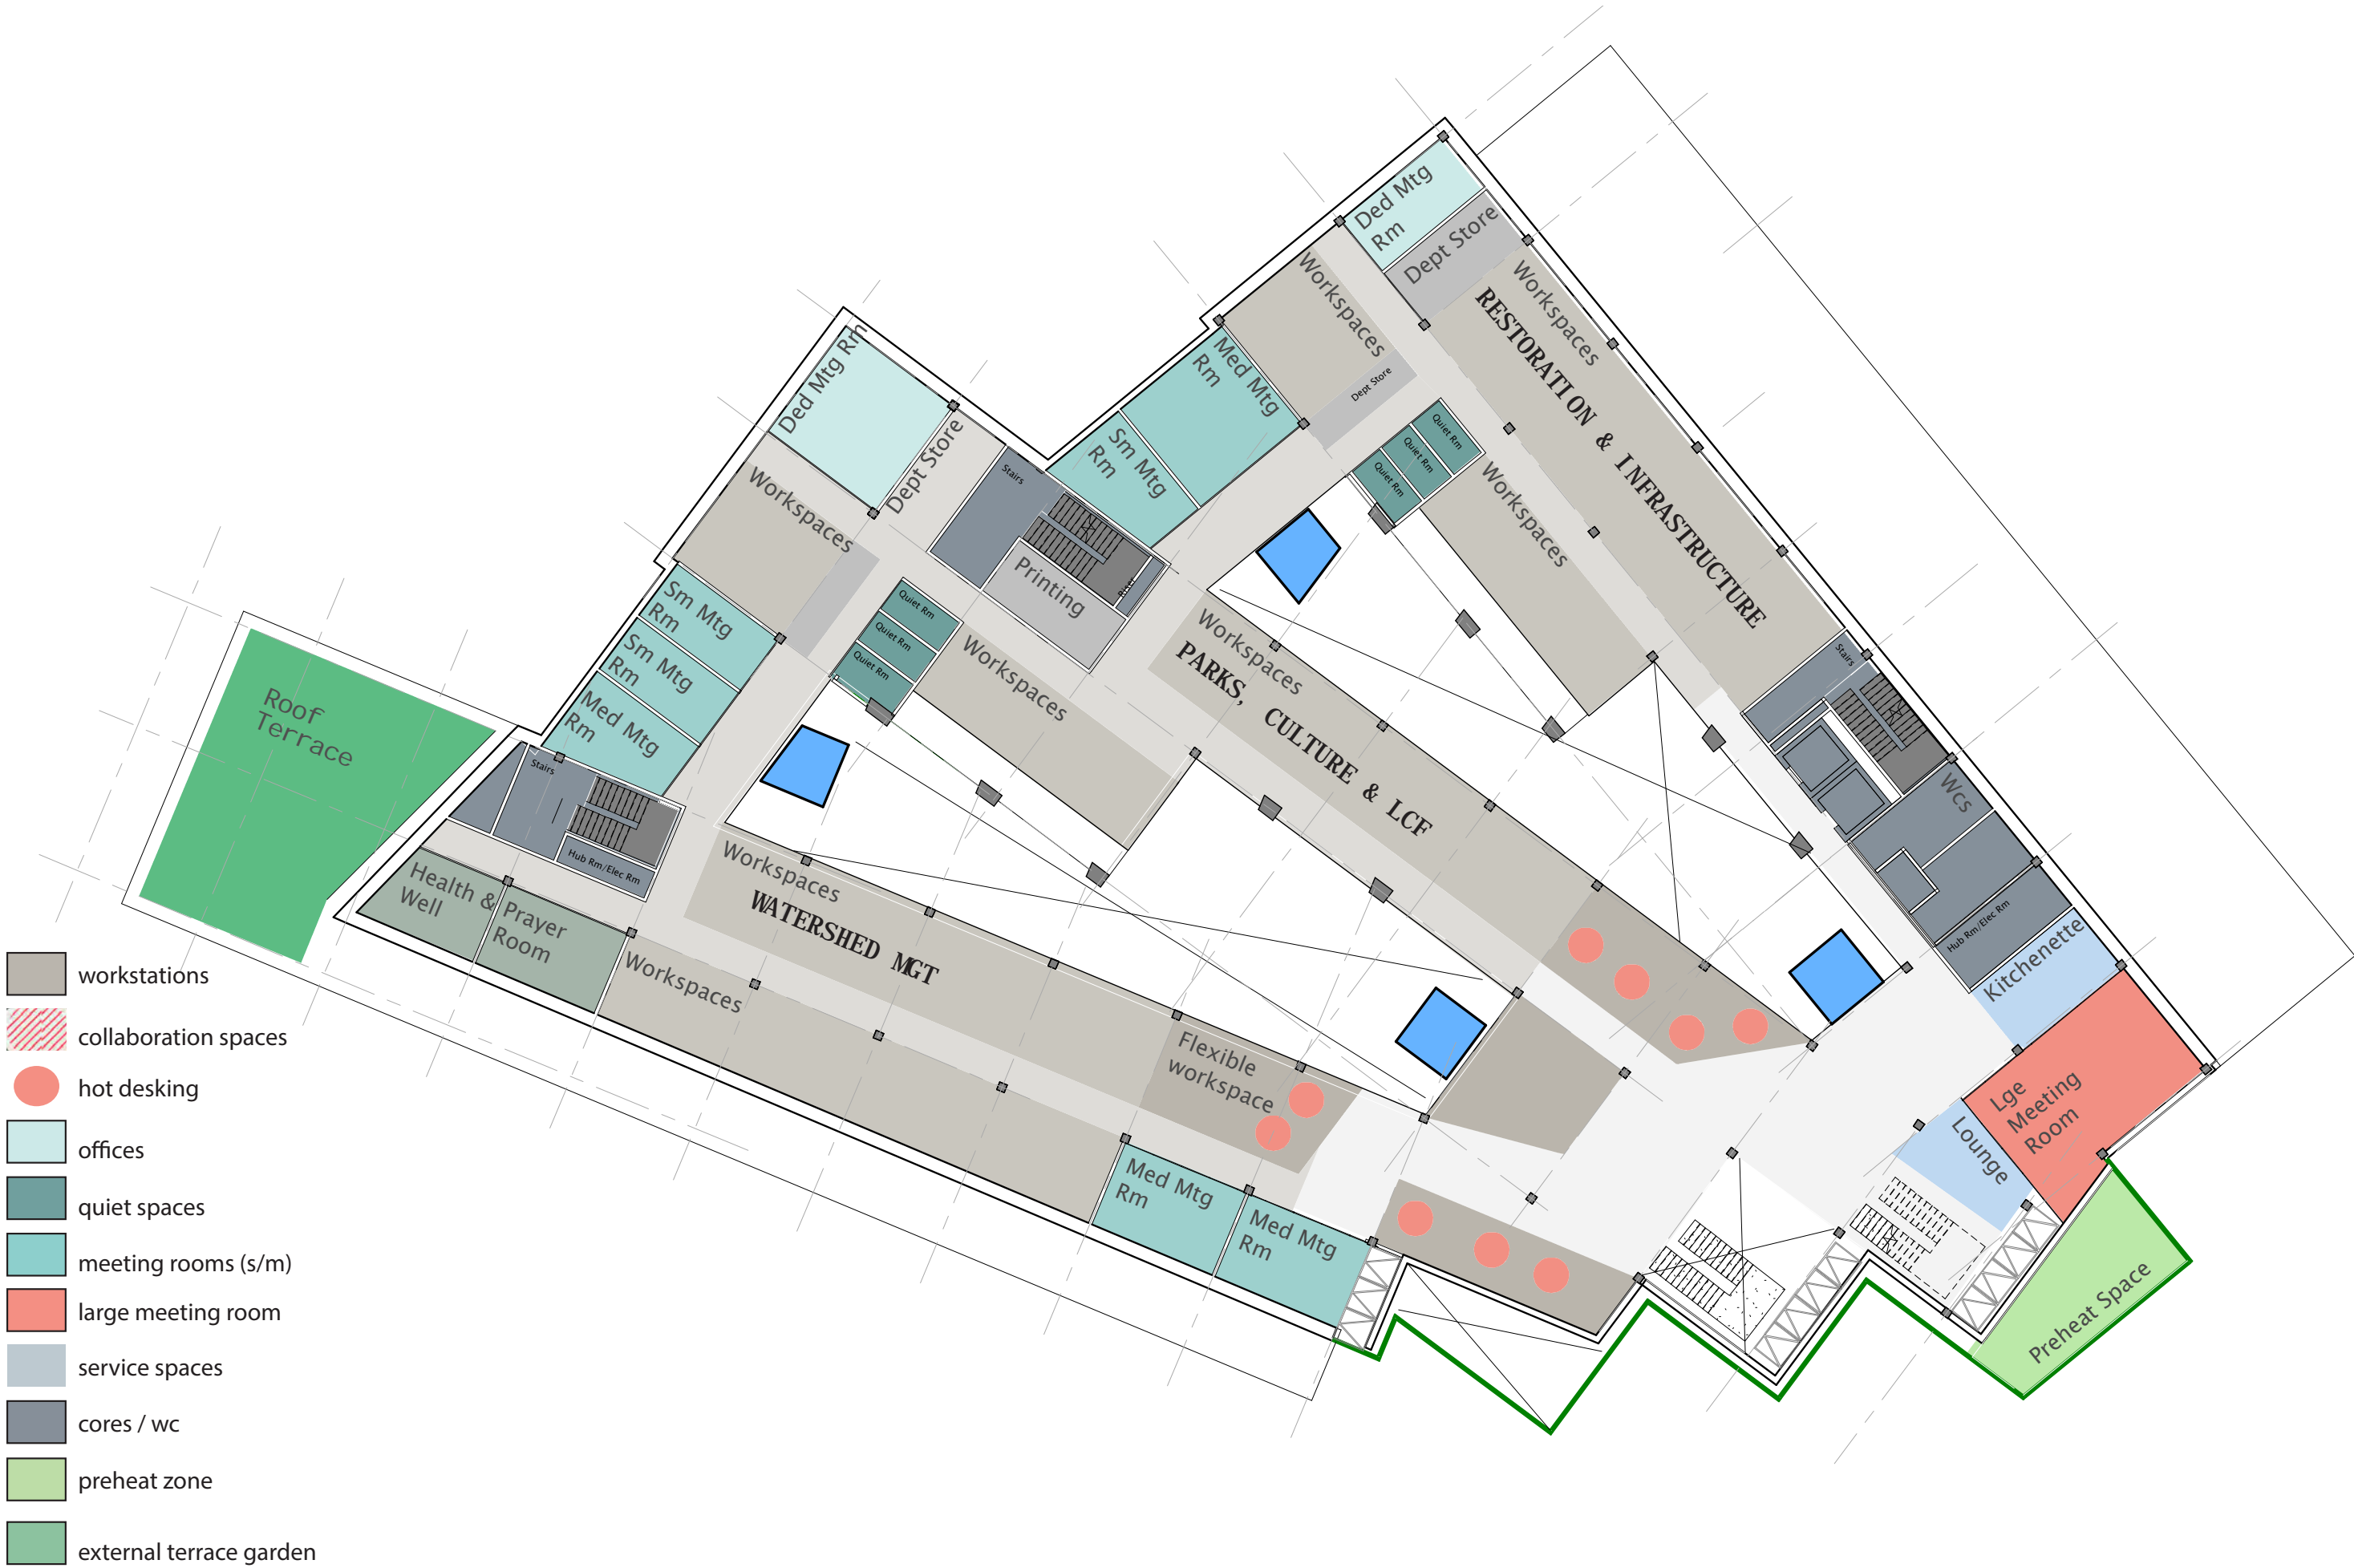 Ded Mtg
Rm
Dept Store
Workspaces
Workspaces
RESTORATION & INFRASTRUCTURE
Dept Store
Med Mtg
Rm
Sm Mtg
Rm
Quiet Rm
Quiet Rm
Quiet Rm
Workspaces
Ded Mtg Rm
Dept Store
Workspaces
Stairs
Printing
Quiet Rm
Quiet Rm
Quiet Rm
Workspaces
Workspaces
PARKS, CULTURE & LCF
Sm Mtg
Rm
Sm Mtg
Rm
Med Mtg
Rm
Stairs
Hub Rm/Elec Rm
Roof
Terrace
Health &
Well
Prayer
Room
Workspaces
WATERSHED MGT
Workspaces
Flexible
workspace
Med Mtg
Rm
Med Mtg
Rm
Stairs
Wcs
Hub Rm/Elec Rm
Kitchenette
Lge
Meeting
Room
Lounge
Preheat Space
workstations
collaboration spaces
hot desking
offices
quiet spaces
meeting rooms (s/m)
large meeting room
service spaces
cores / wc
preheat zone
external terrace garden